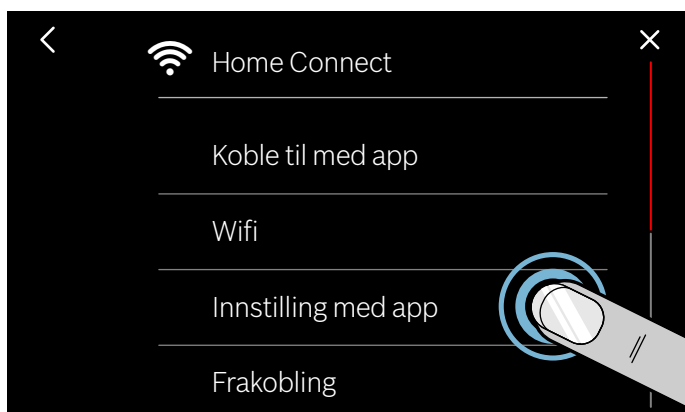 Home Connect
Koble til med app
Wifi
Innstilling med app
Frakobling